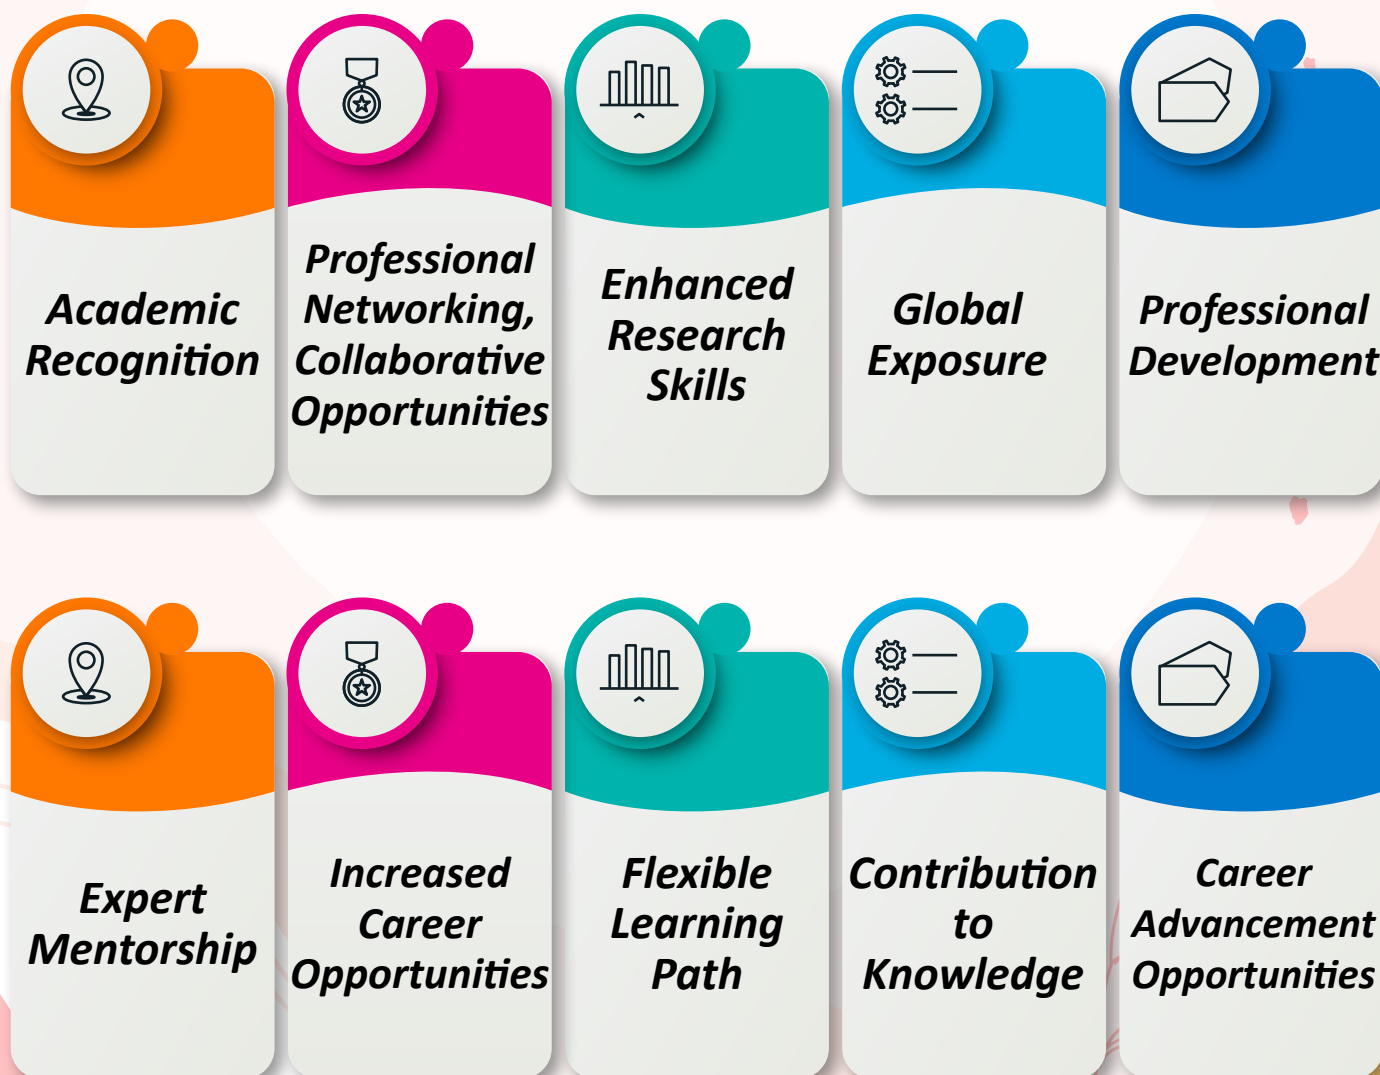 Academic
Recognition
Professional
Networking,
Collaborative
Opportunities
Enhanced
Research
Skills
Global
Exposure
Professional
Development
Expert
Mentorship
Increased
Career
Opportunities
Flexible
Learning
Path
Contribution
to
Knowledge
Career
Advancement
Opportunities